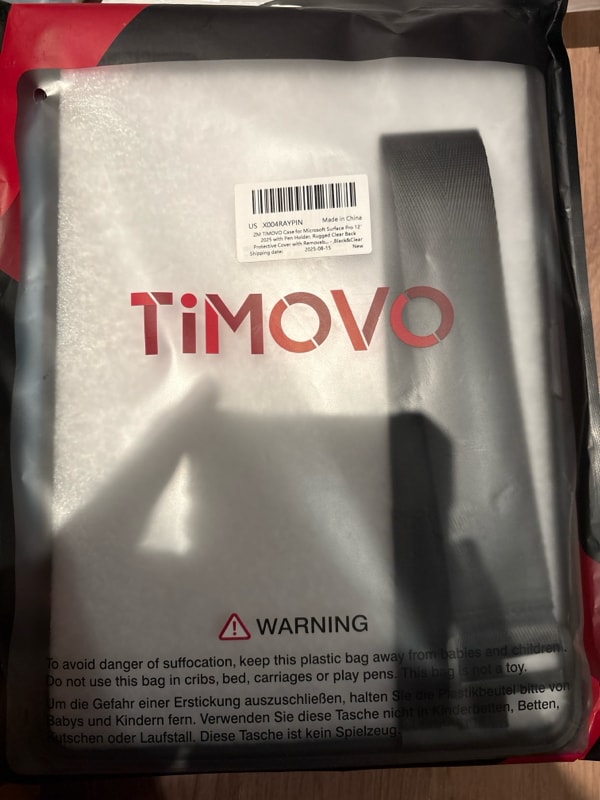 US X004RAYPIN Made in China
ZM TiMOVO Case for Microsoft Surface Pro 12"
2025 with Pen Holder, Rugged Clear Back
Protective Cover with Removeb... - ,Black&Clear
Shipping date: 2025-08-15 New
TiMOVO
WARNING
To avoid danger of suffocation, keep this plastic bag away from babies and children.
Do not use this bag in cribs, bed, carriages or play pens. This bag is not a toy.
Um die Gefahr einer Erstickung auszuschließen, halten Sie die Plastikbeutel bitte von
Babys und Kindern fern. Verwenden Sie diese Tasche nicht in Kinderbetten, Betten,
Kutschen oder Laufstall. Diese Tasche ist kein Spielzeug.